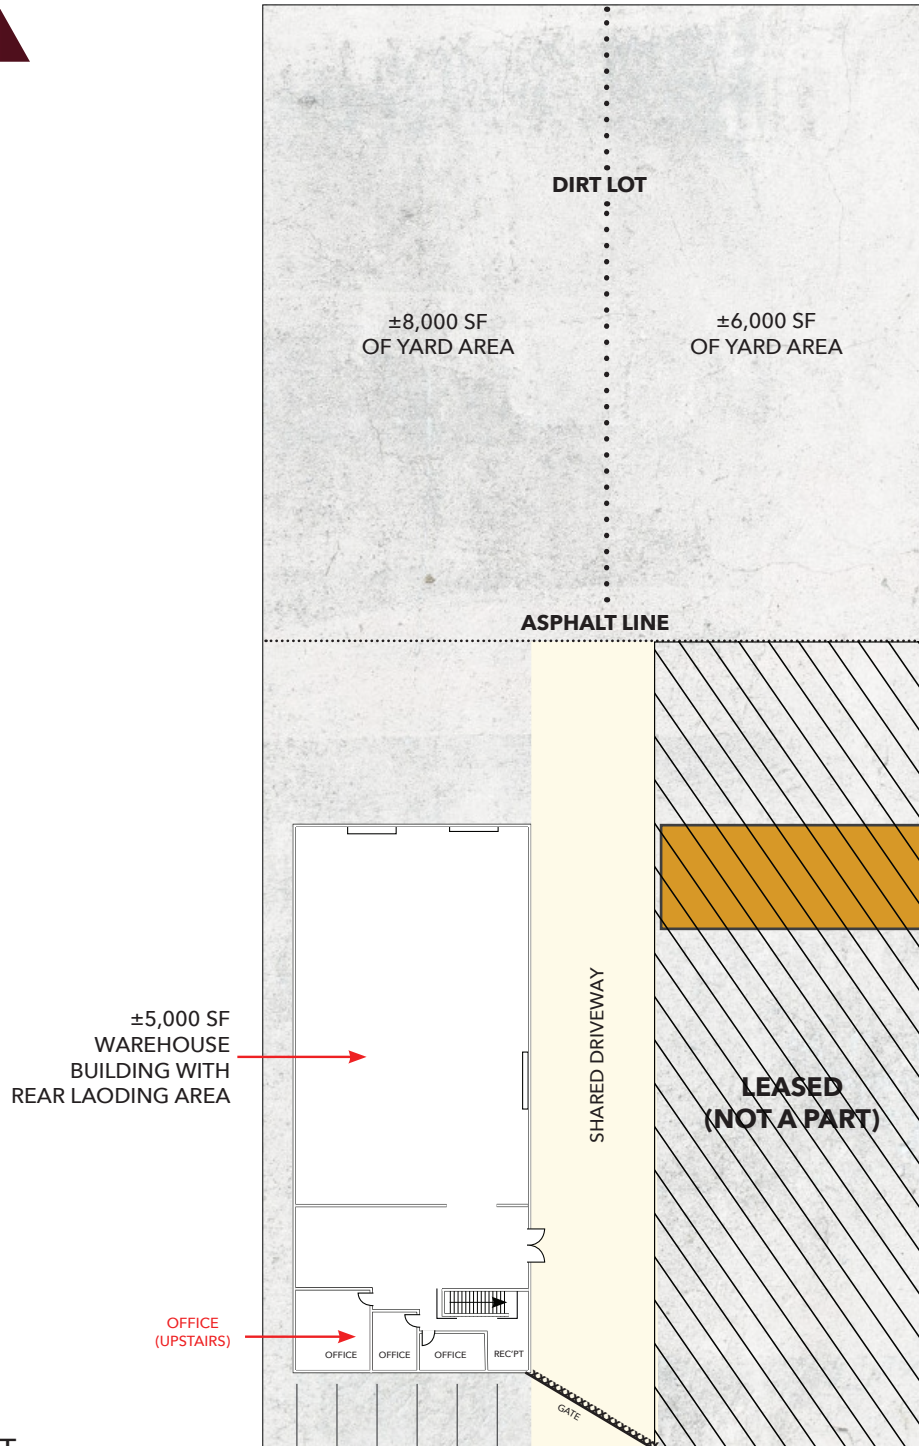 DIRT LOT
±8,000 SF
OF YARD AREA
±6,000 SF
OF YARD AREA
ASPHALT LINE
±5,000 SF
WAREHOUSE
BUILDING WITH
REAR LAODING AREA
SHARED DRIVEWAY
LEASED
(NOT A PART)
OFFICE
(UPSTAIRS)
OFFICE
OFFICE
OFFICE
REC'PT
GATE
T